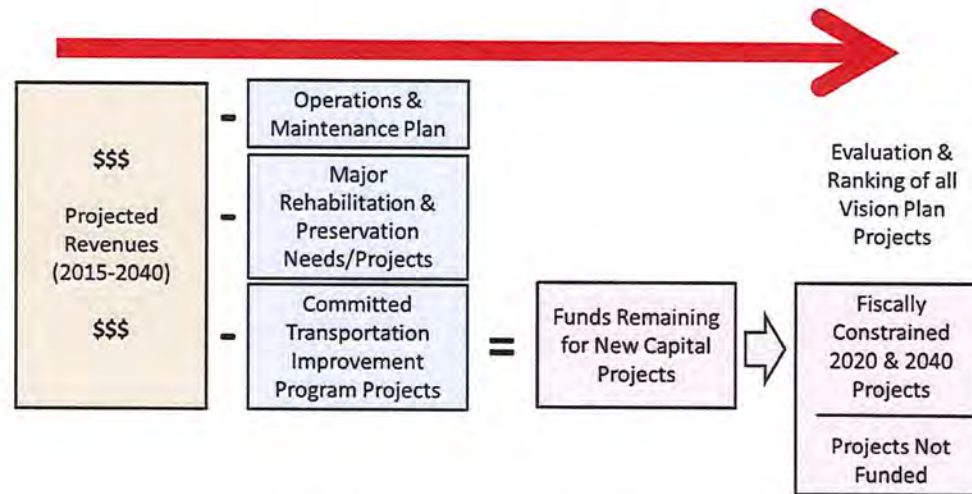 $$$
Projected
Revenues
(2015-2040)
$$$
-
Operations &
Maintenance Plan
-
Major
Rehabilitation &
Preservation
Needs/Projects
-
Committed
Transportation
Improvement
Program Projects
=
Funds Remaining
for New Capital
Projects
Evaluation &
Ranking of all
Vision Plan
Projects
Fiscally
Constrained
2020 & 2040
Projects
Projects Not
Funded